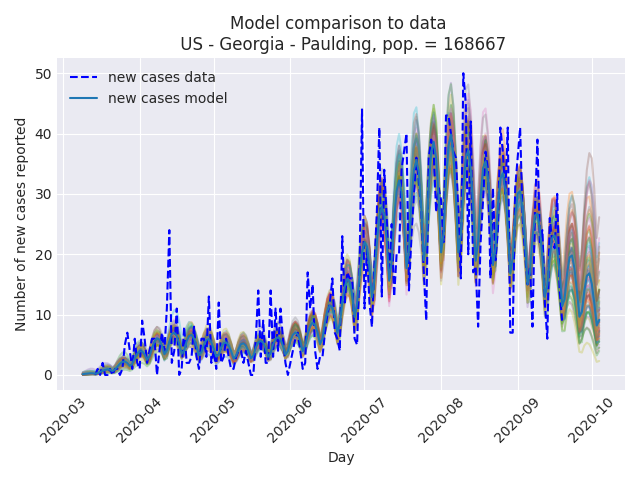 Model comparison to data
US - Georgia - Paulding, pop. = 168667
new cases data
new cases model
Number of new cases reported
50
40
30
20
10
0
2020-03
2020-04
2020-05
2020-06
2020-07
2020-08
2020-09
2020-10
Day